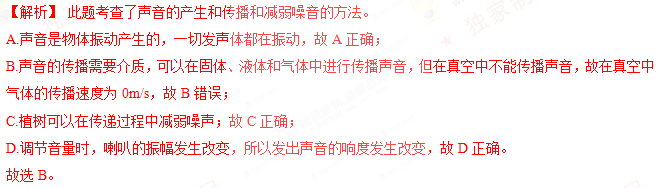 【解析】 此题考查了声音的产生和传播和减弱噪音的方法。
A.声音是物体振动产生的，一切发声体都在振动，故 A 正确；
B.声音的传播需要介质，可以在固体、液体和气体中进行传播声音，但在真空中不能传播声音，故在真空中
气体的传播速度为 0m/s，故 B 错误；
C.植树可以在传递过程中减弱噪声；故 C 正确；
D.调节音量时，喇叭的振幅发生改变，所以发出声音的响度发生改变，故 D 正确。
故选 B。